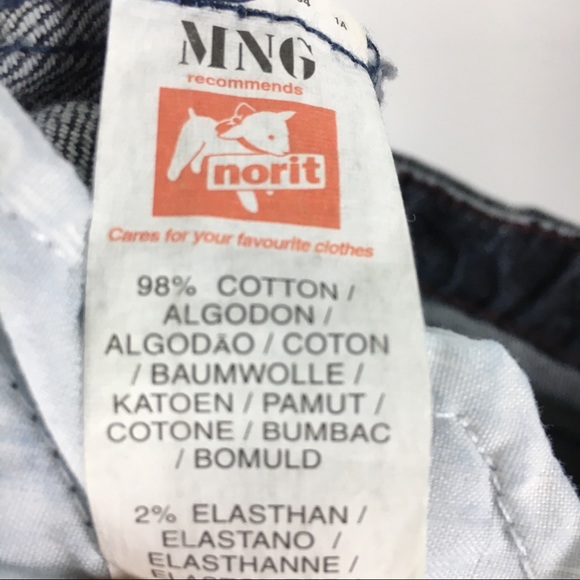 1A
MNG
recommends
norit
Cares for your favourite clothes
98% COTTON /
ALGODON /
ALGODÃO / COTON
/ BAUMWOLLE /
KATOEN / PAMUT /
COTONE / BUMBAC
/ BOMULD
2% ELASTHAN /
ELASTANO /
ELASTHANNE /